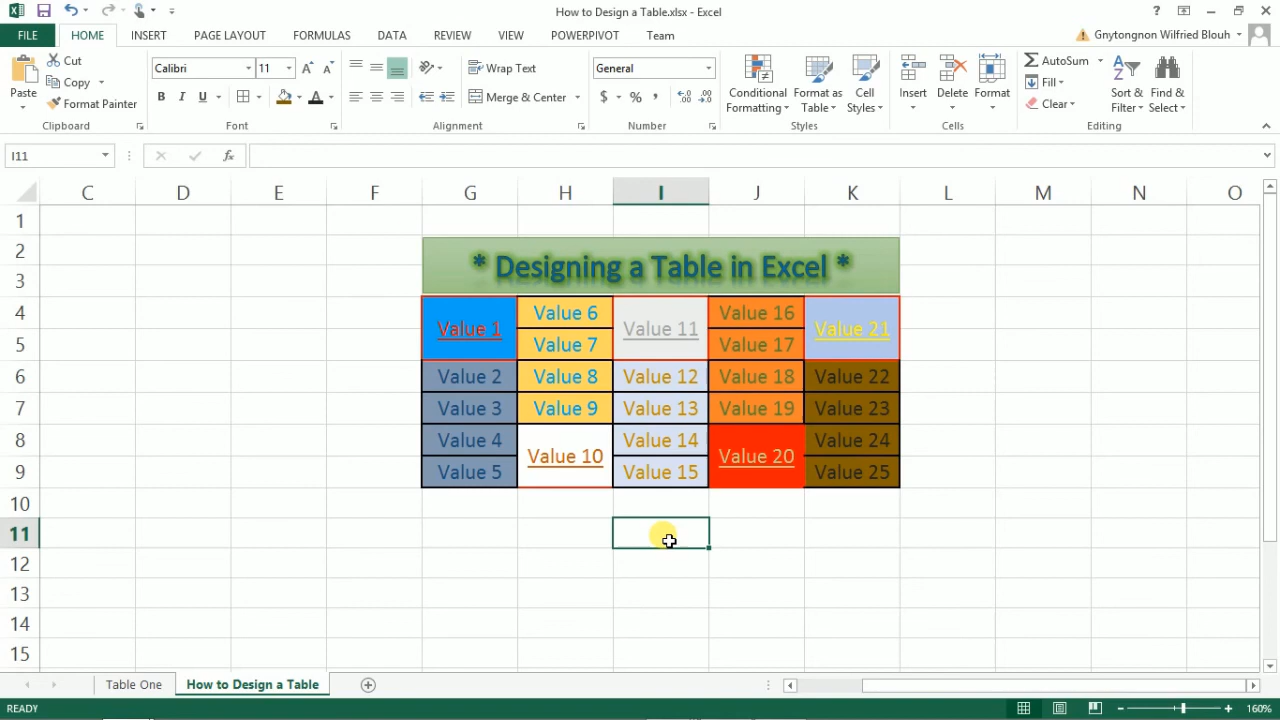 How to Design a Table.xlsx - Excel
?
FILE HOME INSERT PAGE LAYOUT FORMULAS DATA REVIEW VIEW POWERPIVOT Team Gnytongnon Wilfried Blouh
Paste
Cut
Copy
Format Painter
Calibri 11
B I U A
Wrap Text
Merge & Center
General
$ % ,
Conditional Formatting
Format as Table
Cell Styles
Insert
Delete
Format
AutoSum
Fill
Clear
Sort & Filter
Find & Select
Clipboard Font Alignment Number Styles Cells Editing
I11 fx
C D E F G H I J K L M N O
1
2
* Designing a Table in Excel *
3
4 Value 1 Value 6 Value 11 Value 16 Value 21
5 Value 7 Value 17
6 Value 2 Value 8 Value 12 Value 18 Value 22
7 Value 3 Value 9 Value 13 Value 19 Value 23
8 Value 4 Value 10 Value 14 Value 20 Value 24
9 Value 5 Value 15 Value 25
10
11
12
13
14
15
Table One How to Design a Table
READY 160%